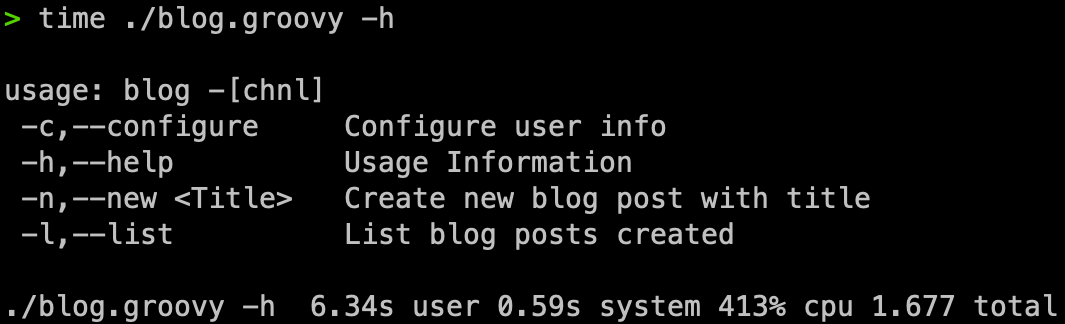 > time ./blog.groovy -h
usage: blog -[chnl]
-c,--configure Configure user info
-h,--help Usage Information
-n,--new <Title> Create new blog post with title
-l,--list List blog posts created
./blog.groovy -h 6.34s user 0.59s system 413% cpu 1.677 total